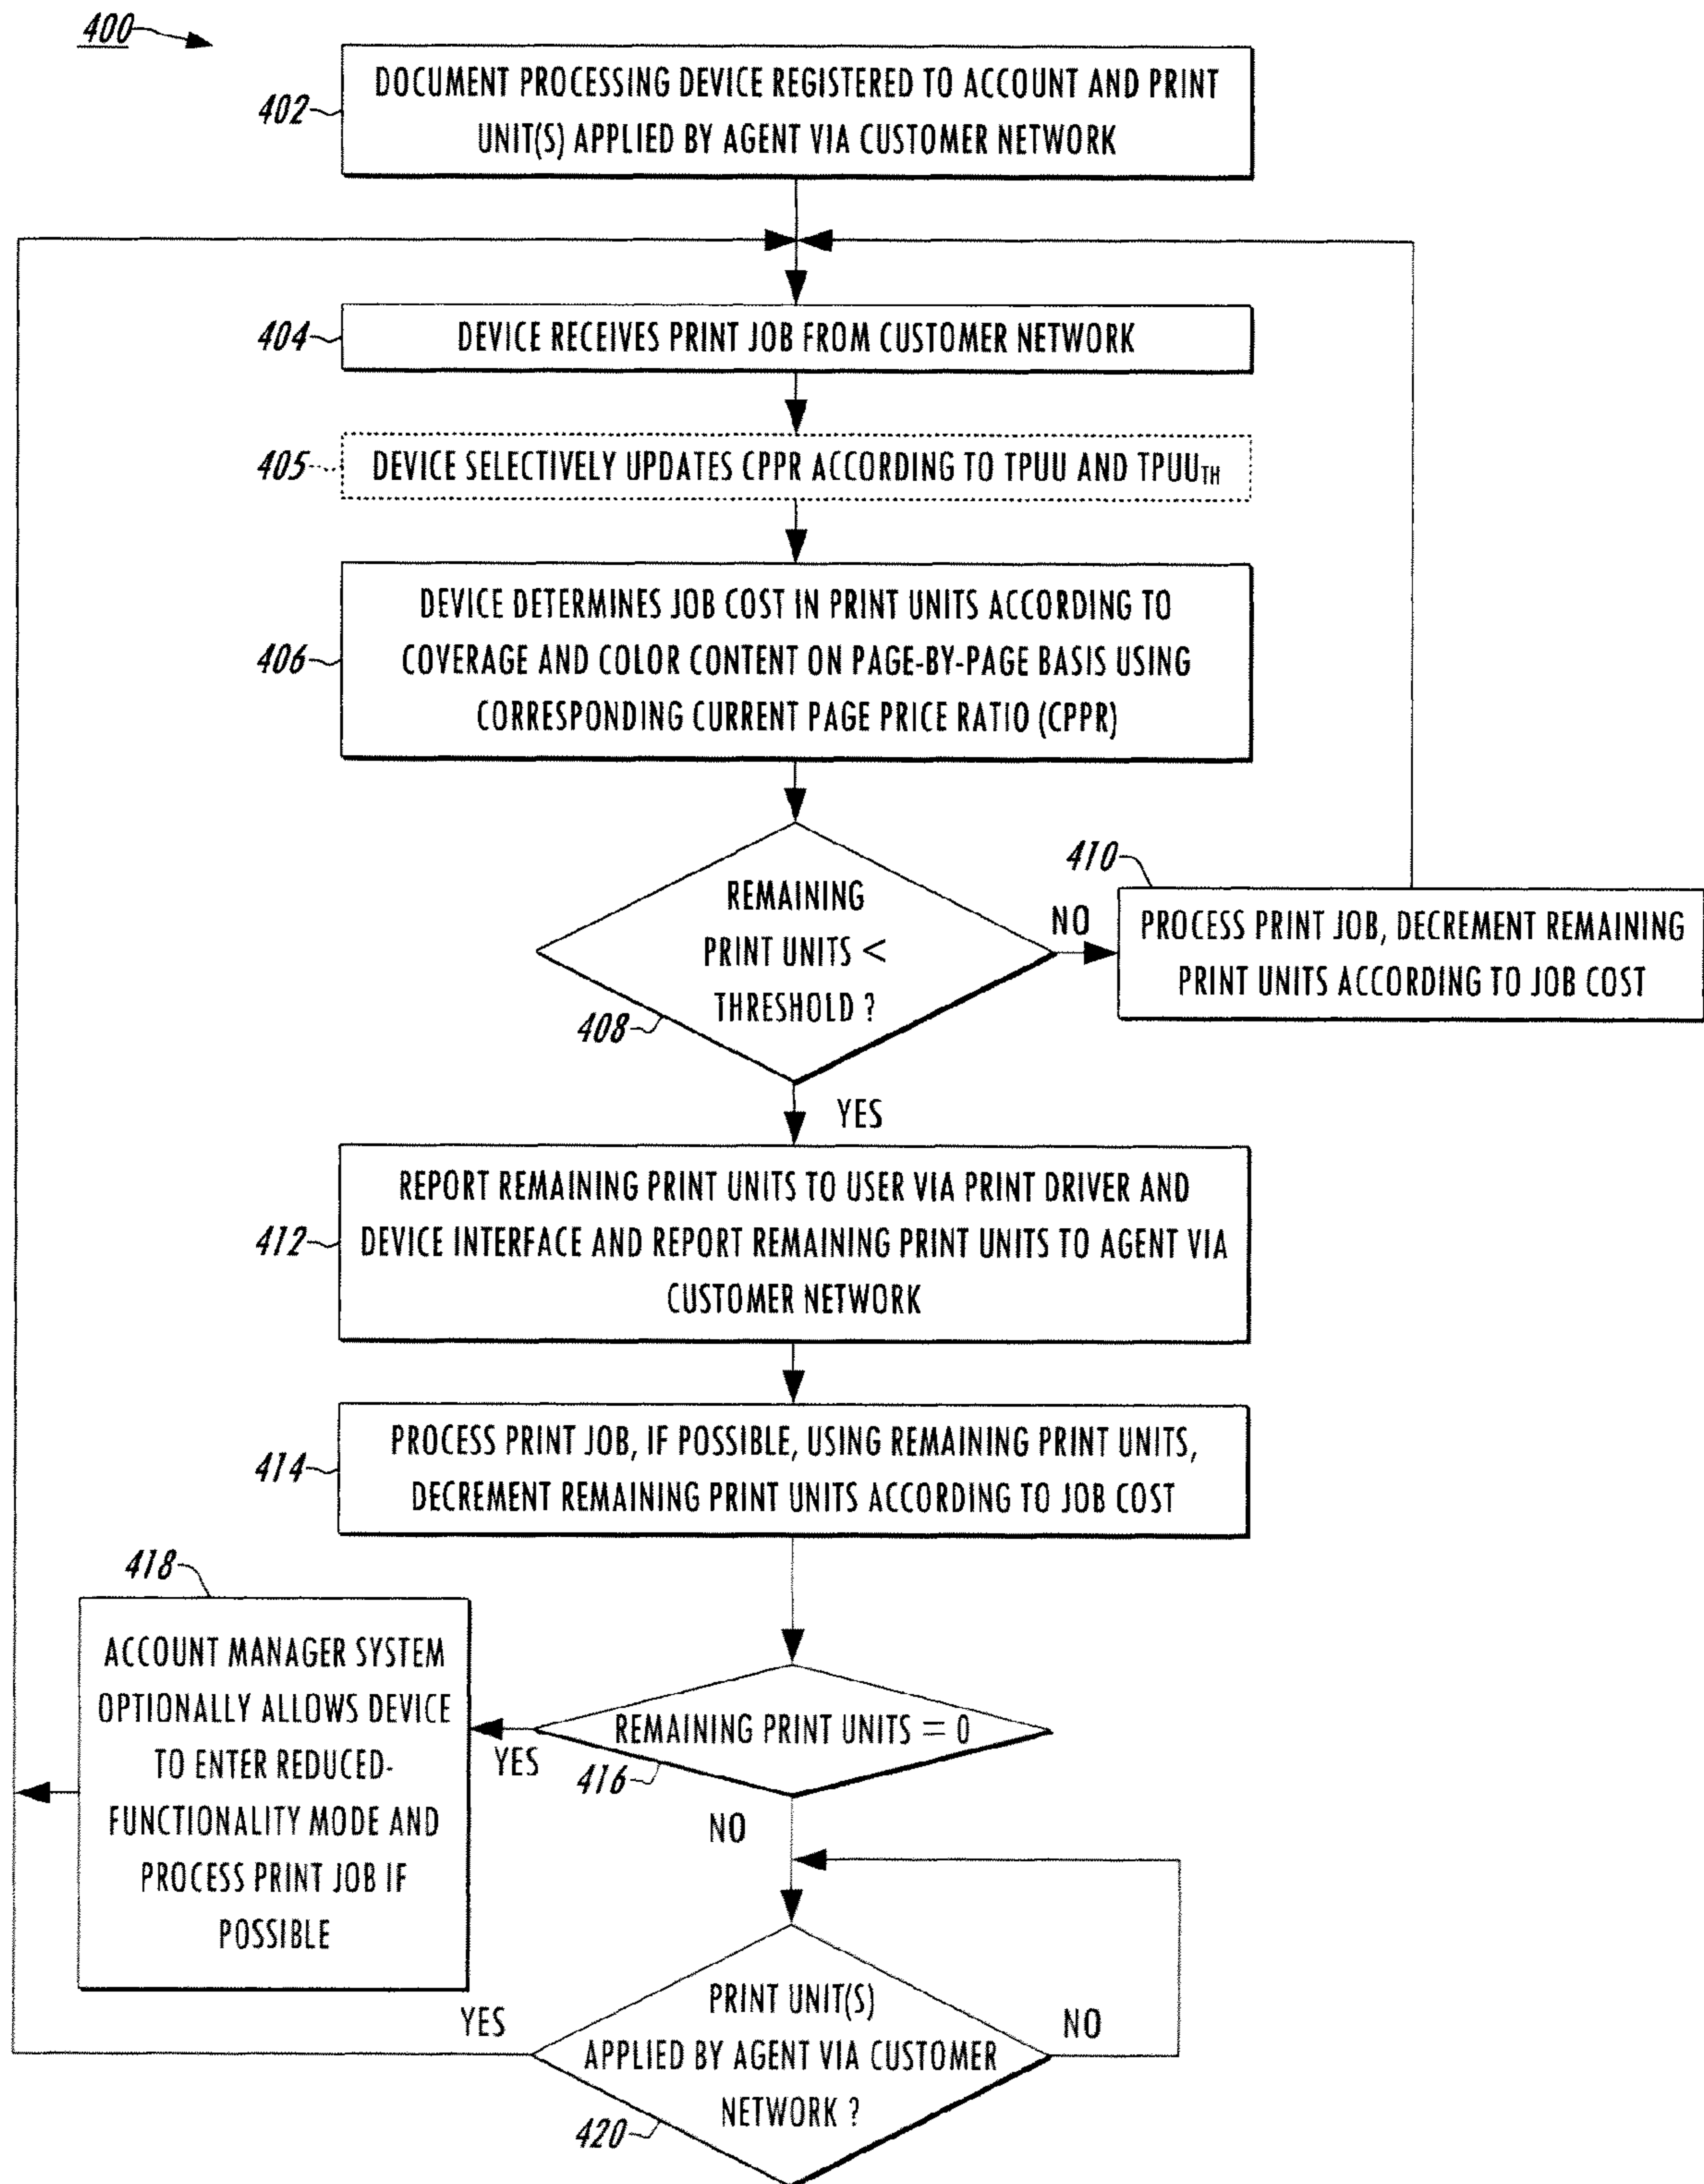 400
402
DOCUMENT PROCESSING DEVICE REGISTERED TO ACCOUNT AND PRINT
UNIT(S) APPLIED BY AGENT VIA CUSTOMER NETWORK
404
DEVICE RECEIVES PRINT JOB FROM CUSTOMER NETWORK
405
DEVICE SELECTIVELY UPDATES CPPR ACCORDING TO TPUU AND TPUUTH
406
DEVICE DETERMINES JOB COST IN PRINT UNITS ACCORDING TO
COVERAGE AND COLOR CONTENT ON PAGE-BY-PAGE BASIS USING
CORRESPONDING CURRENT PAGE PRICE RATIO (CPPR)
REMAINING
PRINT UNITS <
THRESHOLD ?
408
NO
410
PROCESS PRINT JOB, DECREMENT REMAINING
PRINT UNITS ACCORDING TO JOB COST
YES
412
REPORT REMAINING PRINT UNITS TO USER VIA PRINT DRIVER AND
DEVICE INTERFACE AND REPORT REMAINING PRINT UNITS TO AGENT VIA
CUSTOMER NETWORK
414
PROCESS PRINT JOB, IF POSSIBLE, USING REMAINING PRINT UNITS,
DECREMENT REMAINING PRINT UNITS ACCORDING TO JOB COST
REMAINING PRINT UNITS = 0
416
YES
418
ACCOUNT MANAGER SYSTEM
OPTIONALLY ALLOWS DEVICE
TO ENTER REDUCED-
FUNCTIONALITY MODE AND
PROCESS PRINT JOB IF
POSSIBLE
NO
PRINT UNIT(S)
APPLIED BY AGENT VIA CUSTOMER
NETWORK ?
420
YES
NO